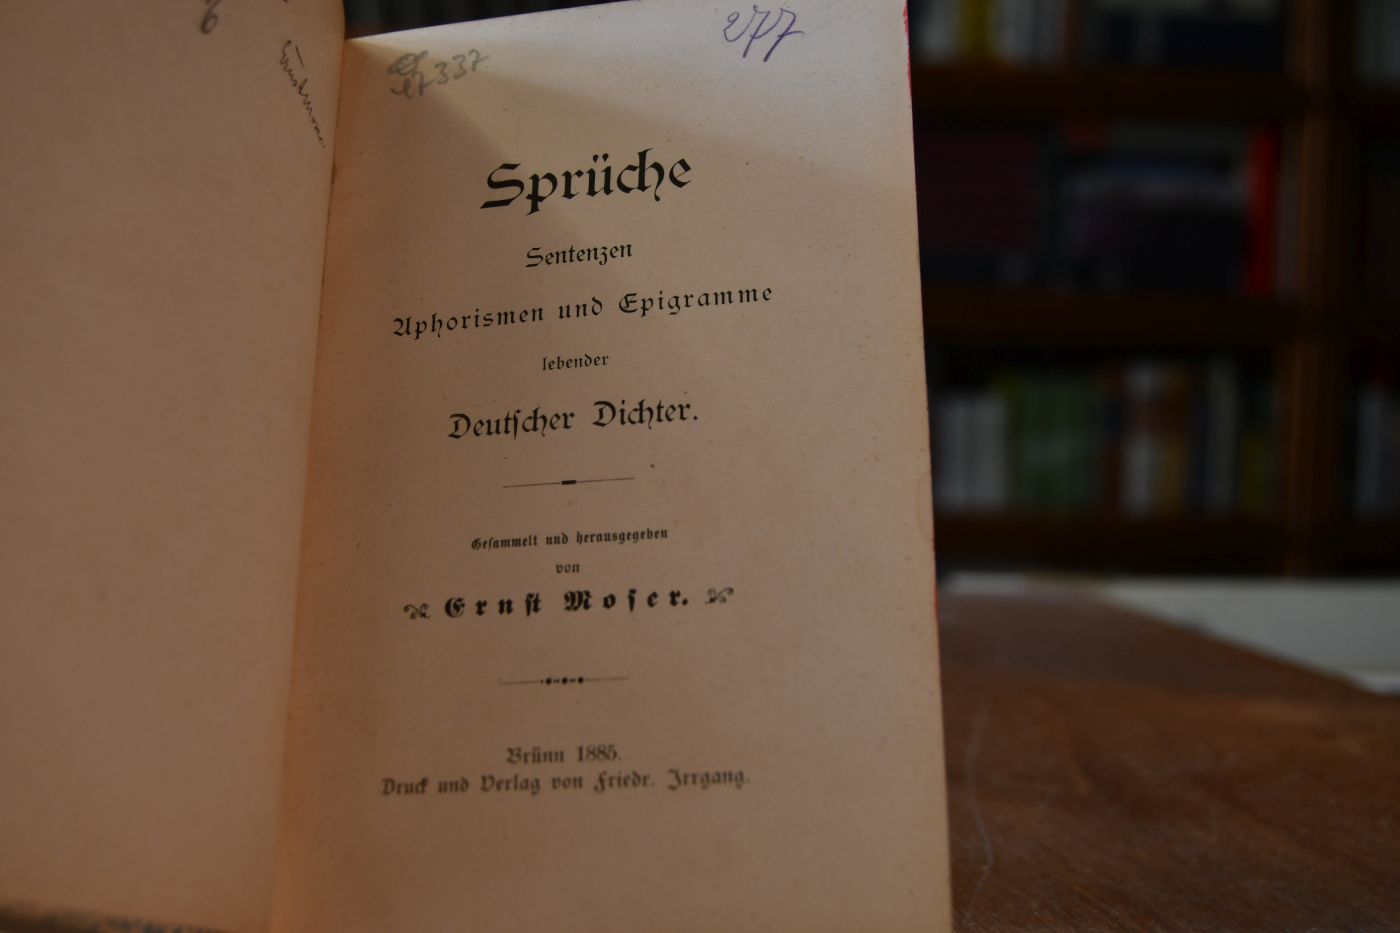 277
337.
Sprüche
Sentenzen
Aphorismen und Epigramme
lebender
Deutſcher Dichter.
Geſammelt und herausgegeben
von
Ernſt Moſer.
Brünn 1885.
Druck und Verlag von Friedr. Irrgang.